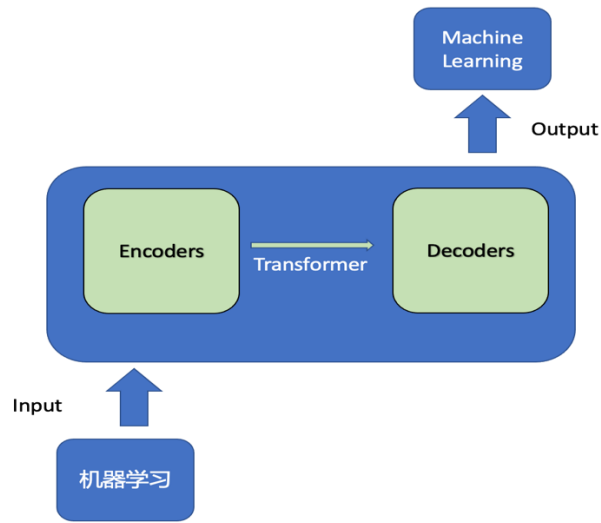 Machine
Learning
Output
Encoders
Transformer
Decoders
Input
机器学习